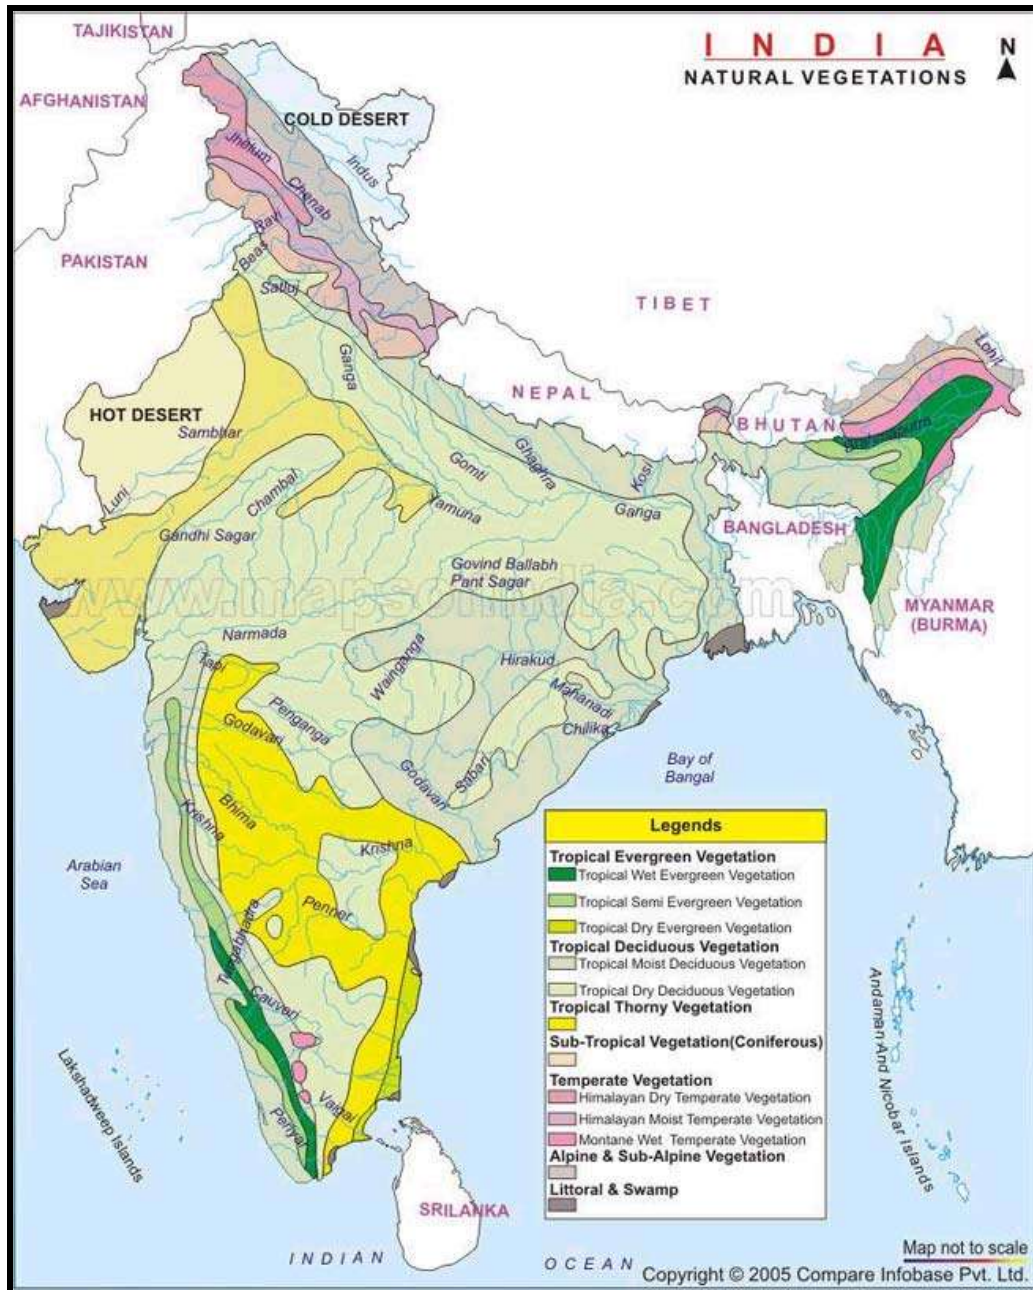 INDIA
NATURAL VEGETATIONS
N
TAJIKISTAN
AFGHANISTAN
COLD DESERT
Jhelum
Indus
Chenab
Ravi
PAKISTAN
Beas
Satluj
TIBET
Lohit
Ganga
NEPAL
HOT DESERT
Sambhar
BHUTAN
Brahmaputra
Ghaghra
Gomti
Kosi
Luni
Chambal
Yamuna
Ganga
BANGLADESH
Gandhi Sagar
Govind Ballabh
Pant Sagar
www.mapsofindia.com
MYANMAR
(BURMA)
Narmada
Wainganga
Hirakud
Tapi
Mahanadi
Penganga
Chilika
Godavari
Godavari
Sabari
Bay of
Bangal
Bhima
Krishna
Krishna
Arabian
Sea
Penner
Tungabhadra
Cauveri
Vaigai
Periyar
Lakshadweep Islands
Andaman And Nicobar Islands
SRILANKA
INDIAN
OCEAN
Legends
Tropical Evergreen Vegetation
Tropical Wet Evergreen Vegetation
Tropical Semi Evergreen Vegetation
Tropical Dry Evergreen Vegetation
Tropical Deciduous Vegetation
Tropical Moist Deciduous Vegetation
Tropical Dry Deciduous Vegetation
Tropical Thorny Vegetation
Sub-Tropical Vegetation(Coniferous)
Temperate Vegetation
Himalayan Dry Temperate Vegetation
Himalayan Moist Temperate Vegetation
Montane Wet Temperate Vegetation
Alpine & Sub-Alpine Vegetation
Littoral & Swamp
Map not to scale
Copyright © 2005 Compare Infobase Pvt. Ltd.